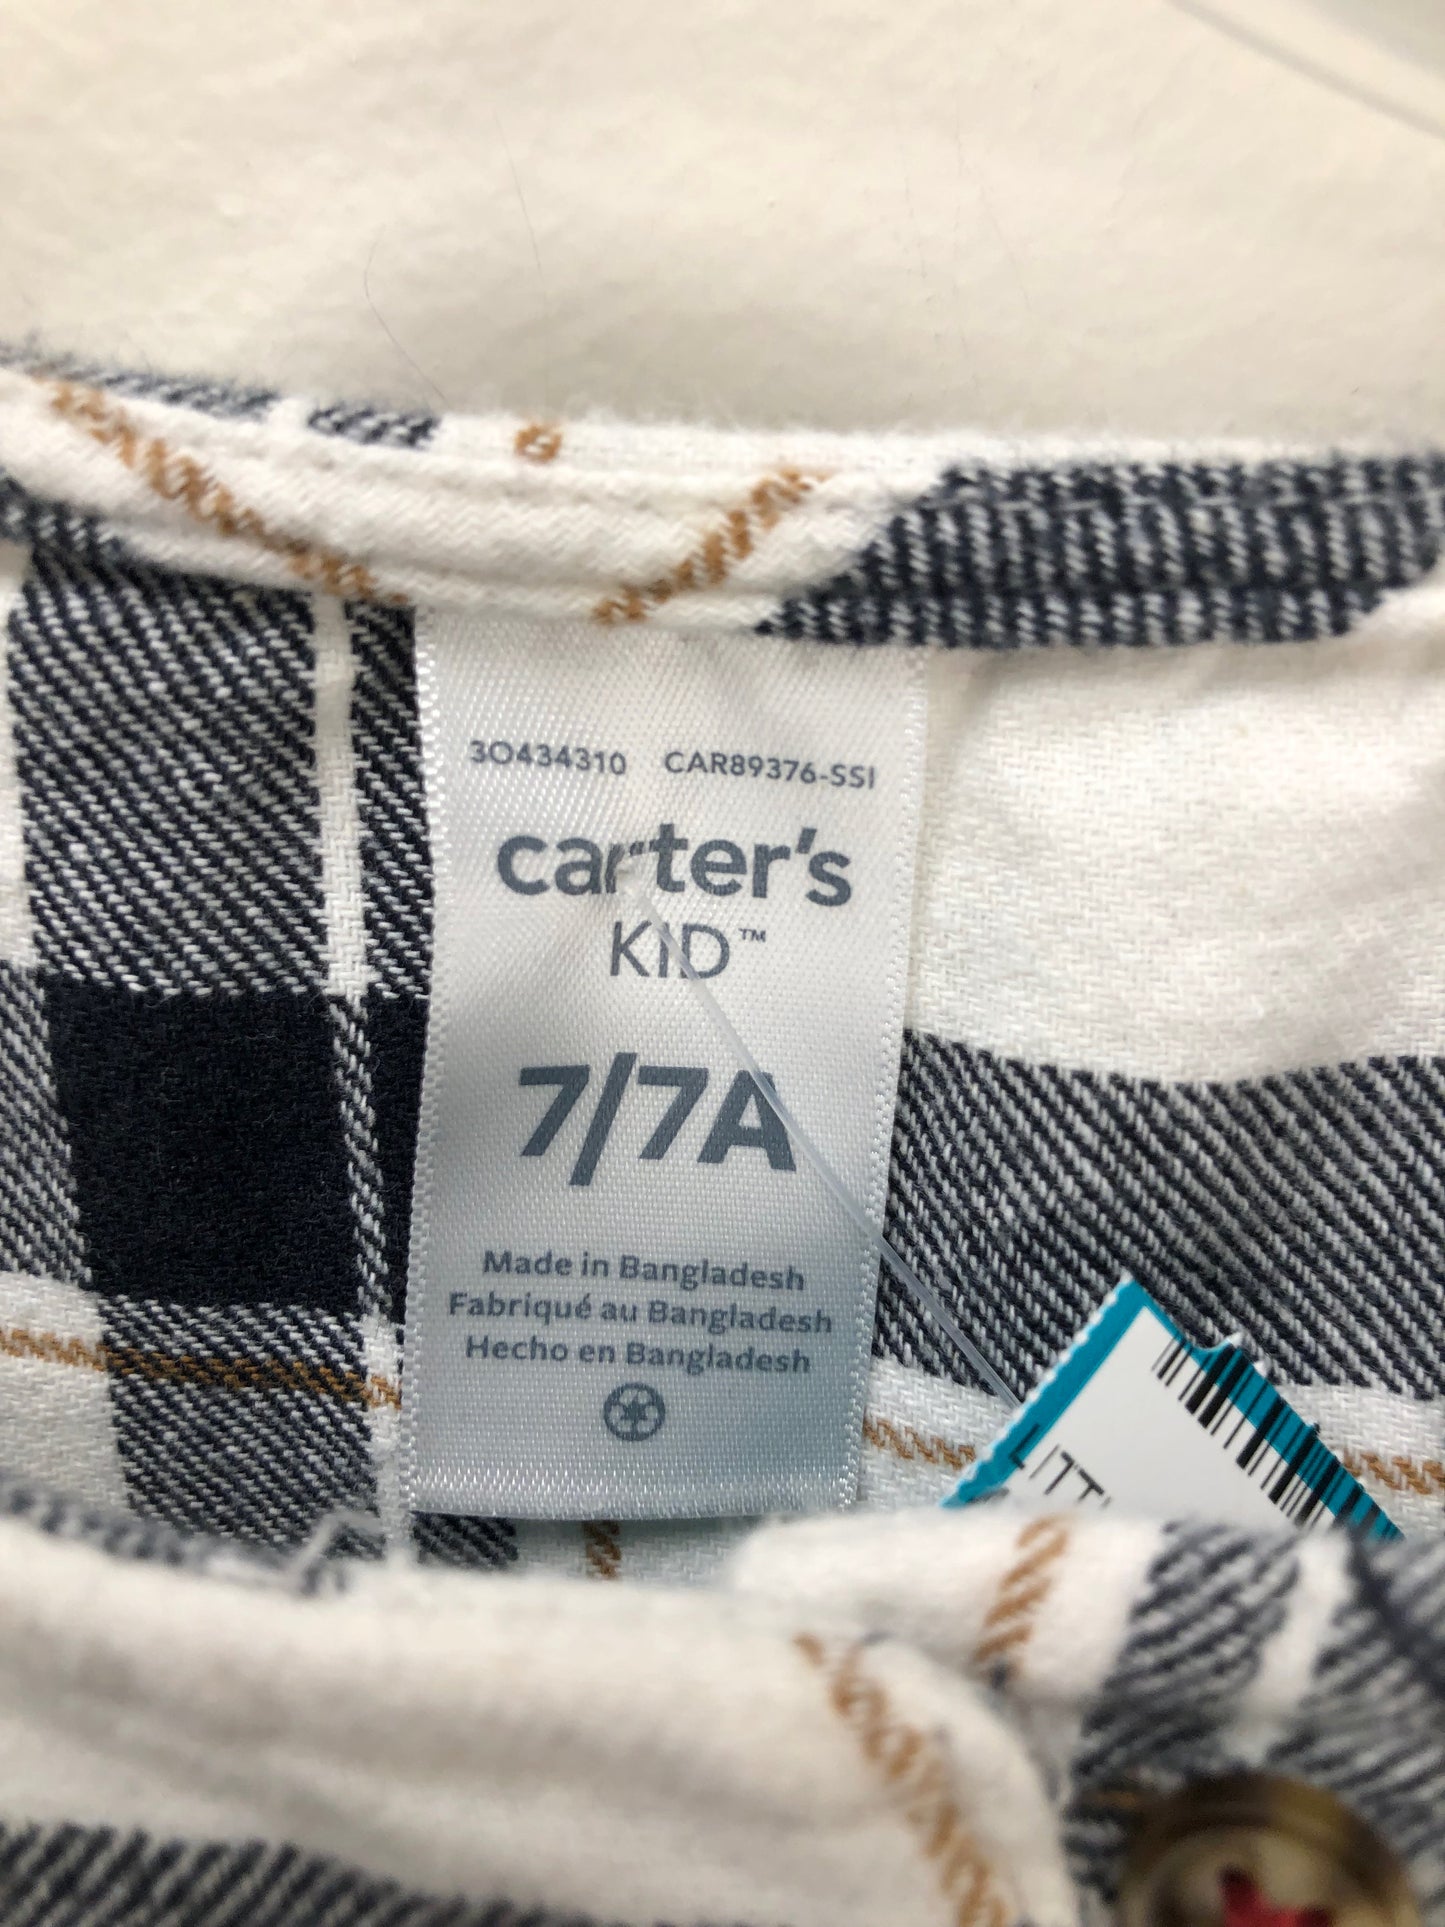 3O434310 CAR89376-SSI
carter's
KID™
7/7A
Made in Bangladesh
Fabriqué au Bangladesh
Hecho en Bangladesh